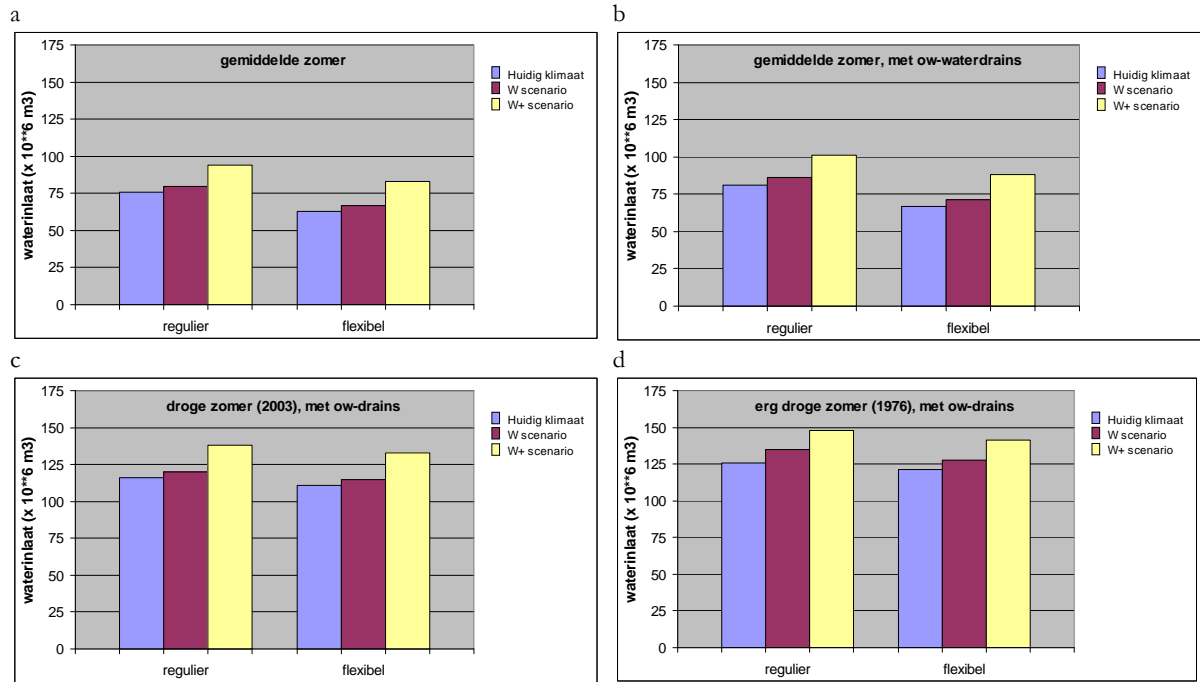 a
gemiddelde zomer
waterinlaat (x 10**6 m3)
175
150
125
100
75
50
25
0
regulier
flexibel
Huidig klimaat
W scenario
W+ scenario
b
gemiddelde zomer, met ow-waterdrains
waterinlaat (x 10**6 m3)
175
150
125
100
75
50
25
0
regulier
flexibel
Huidig klimaat
W scenario
W+ scenario
c
droge zomer (2003), met ow-drains
waterinlaat (x 10**6 m3)
175
150
125
100
75
50
25
0
regulier
flexibel
Huidig klimaat
W scenario
W+ scenario
d
erg droge zomer (1976), met ow-drains
waterinlaat (x 10**6 m3)
175
150
125
100
75
50
25
0
regulier
flexibel
Huidig klimaat
W scenario
W+ scenario